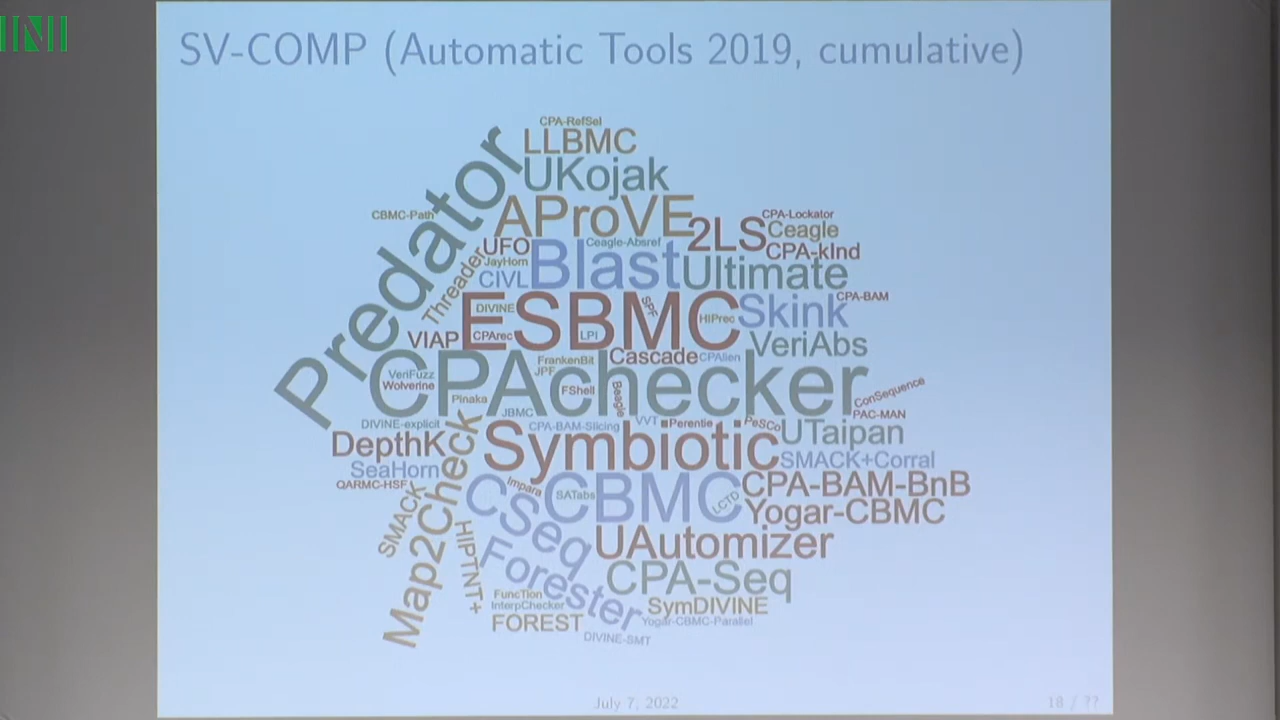 INI
SV-COMP (Automatic Tools 2019, cumulative)
CPA-RefSel
LLBMC
UKojak
Predator
CBMC-Path
AProVE
2LS
CPA-Lockator
Ceagle
UFO
Ceagle-Absref
CPA-kInd
Threader
JayHorn
CIVL
Blast
Ultimate
DIVINE
ESBMC
SPF
HIPrec
Skink
CPA-BAM
VIAP
CPArec
LPI
VeriAbs
FrankenBit
Cascade
CPAlien
VeriFuzz
JPF
CPAchecker
Wolverine
FShell
Beagle
ConSequence
Pinaka
JBMC
PAC-MAN
DIVINE-explicit
CPA-BAM-Slicing
VVT
Perentie
PeSCo
UTaipan
DepthK
Map2Check
Symbiotic
SeaHorn
SMACK+Corral
QARMC-HSF
Impara
CSeq
SATabs
CBMC
LCTD
CPA-BAM-BnB
SMACK
Yogar-CBMC
HIPTNT+
UAutomizer
Forester
CPA-Seq
FuncTion
InterpChecker
SymDIVINE
FOREST
Yogar-CBMC-Parallel
DIVINE-SMT
July 7, 2022
18 / ??